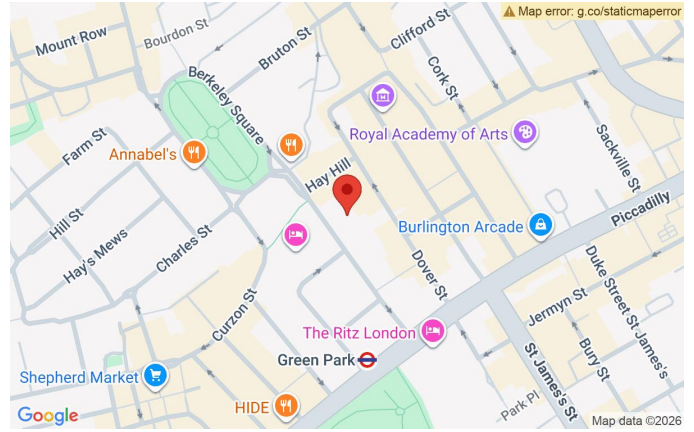 Map error: g.co/staticmaperror
Clifford St
Bourdon St
Mount Row
Bruton St
Cork St
Berkeley Square
Royal Academy of Arts
Sackville St
Farm St
Annabel's
Hay Hill
Piccadilly
Hill St
Charles St
Burlington Arcade
Hay's Mews
Dover St
Duke Street St James's
Curzon St
Jermyn St
The Ritz London
Green Park
St James's St
Bury St
Shepherd Market
HIDE
Park Pl
Google
Map data ©2026